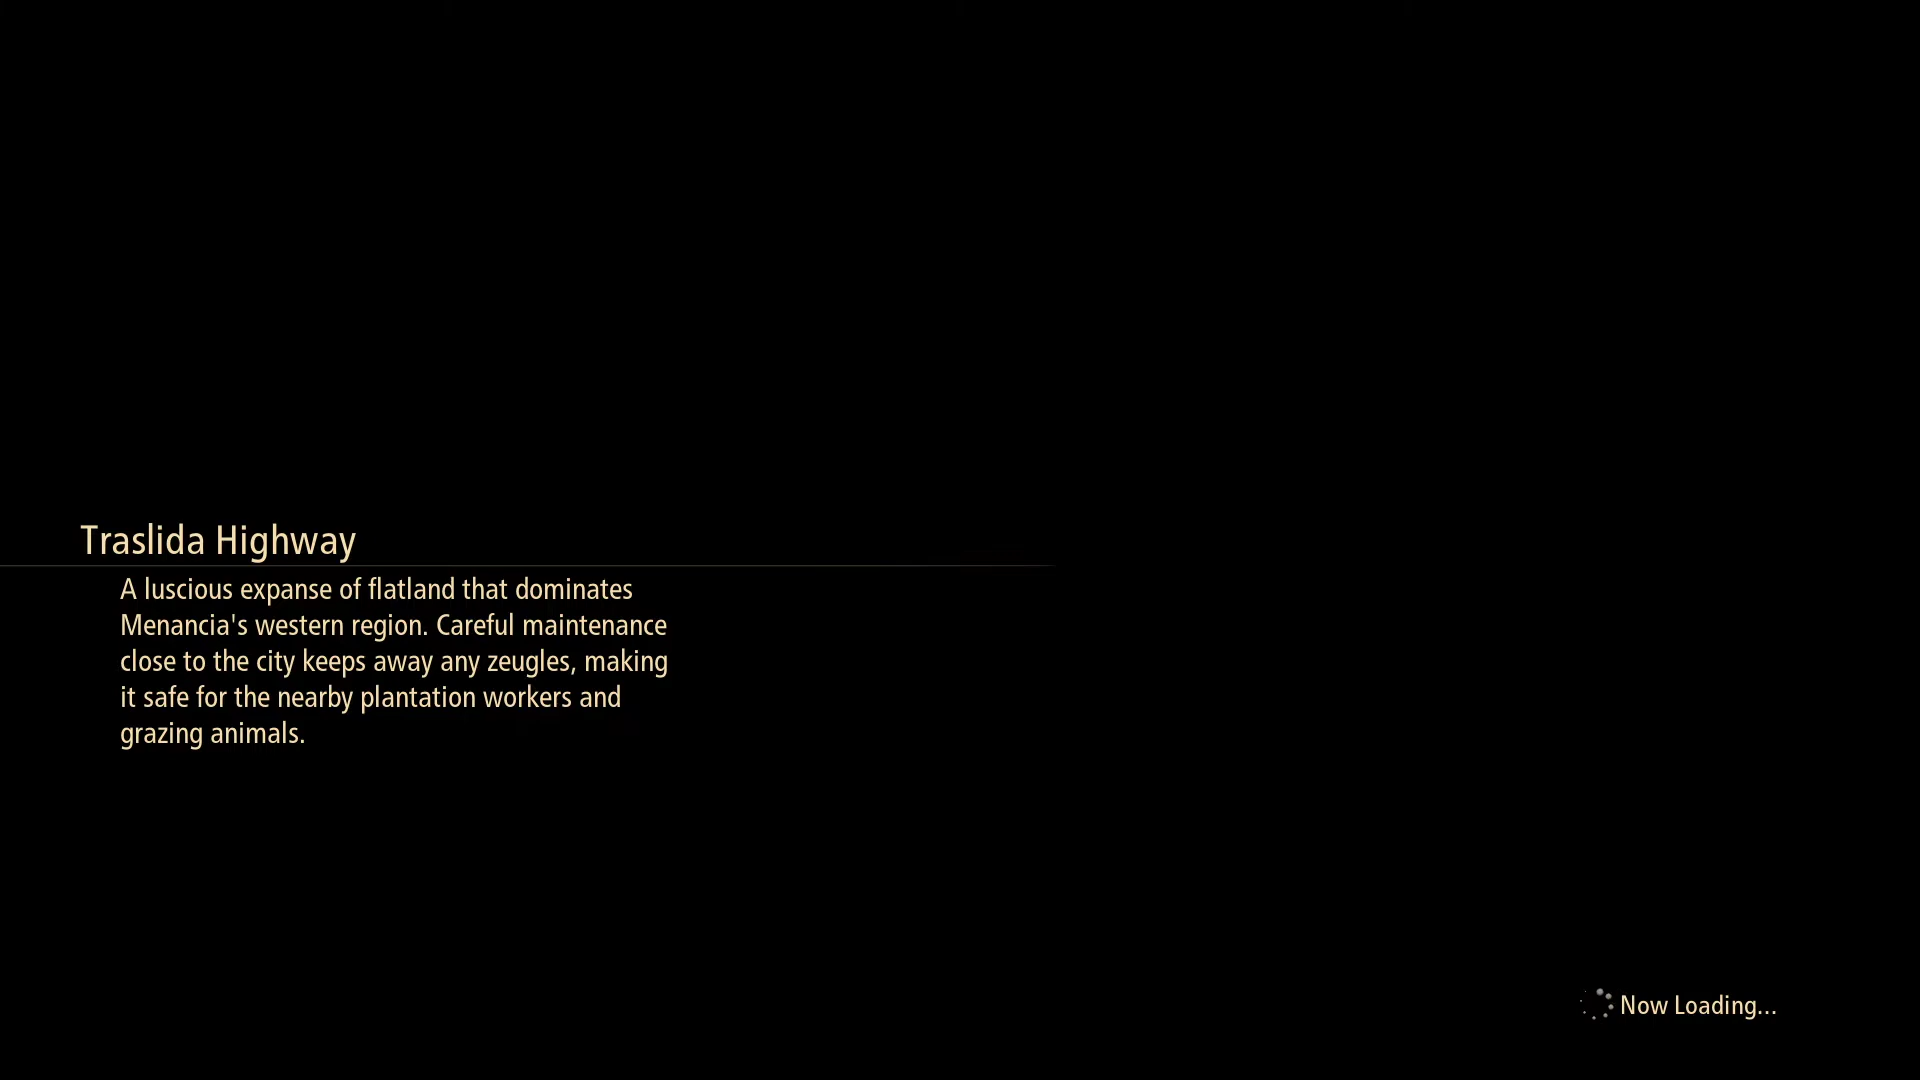 Traslida Highway
A luscious expanse of flatland that dominates
Menancia's western region. Careful maintenance
close to the city keeps away any zeugles, making
it safe for the nearby plantation workers and
grazing animals.
Now Loading...